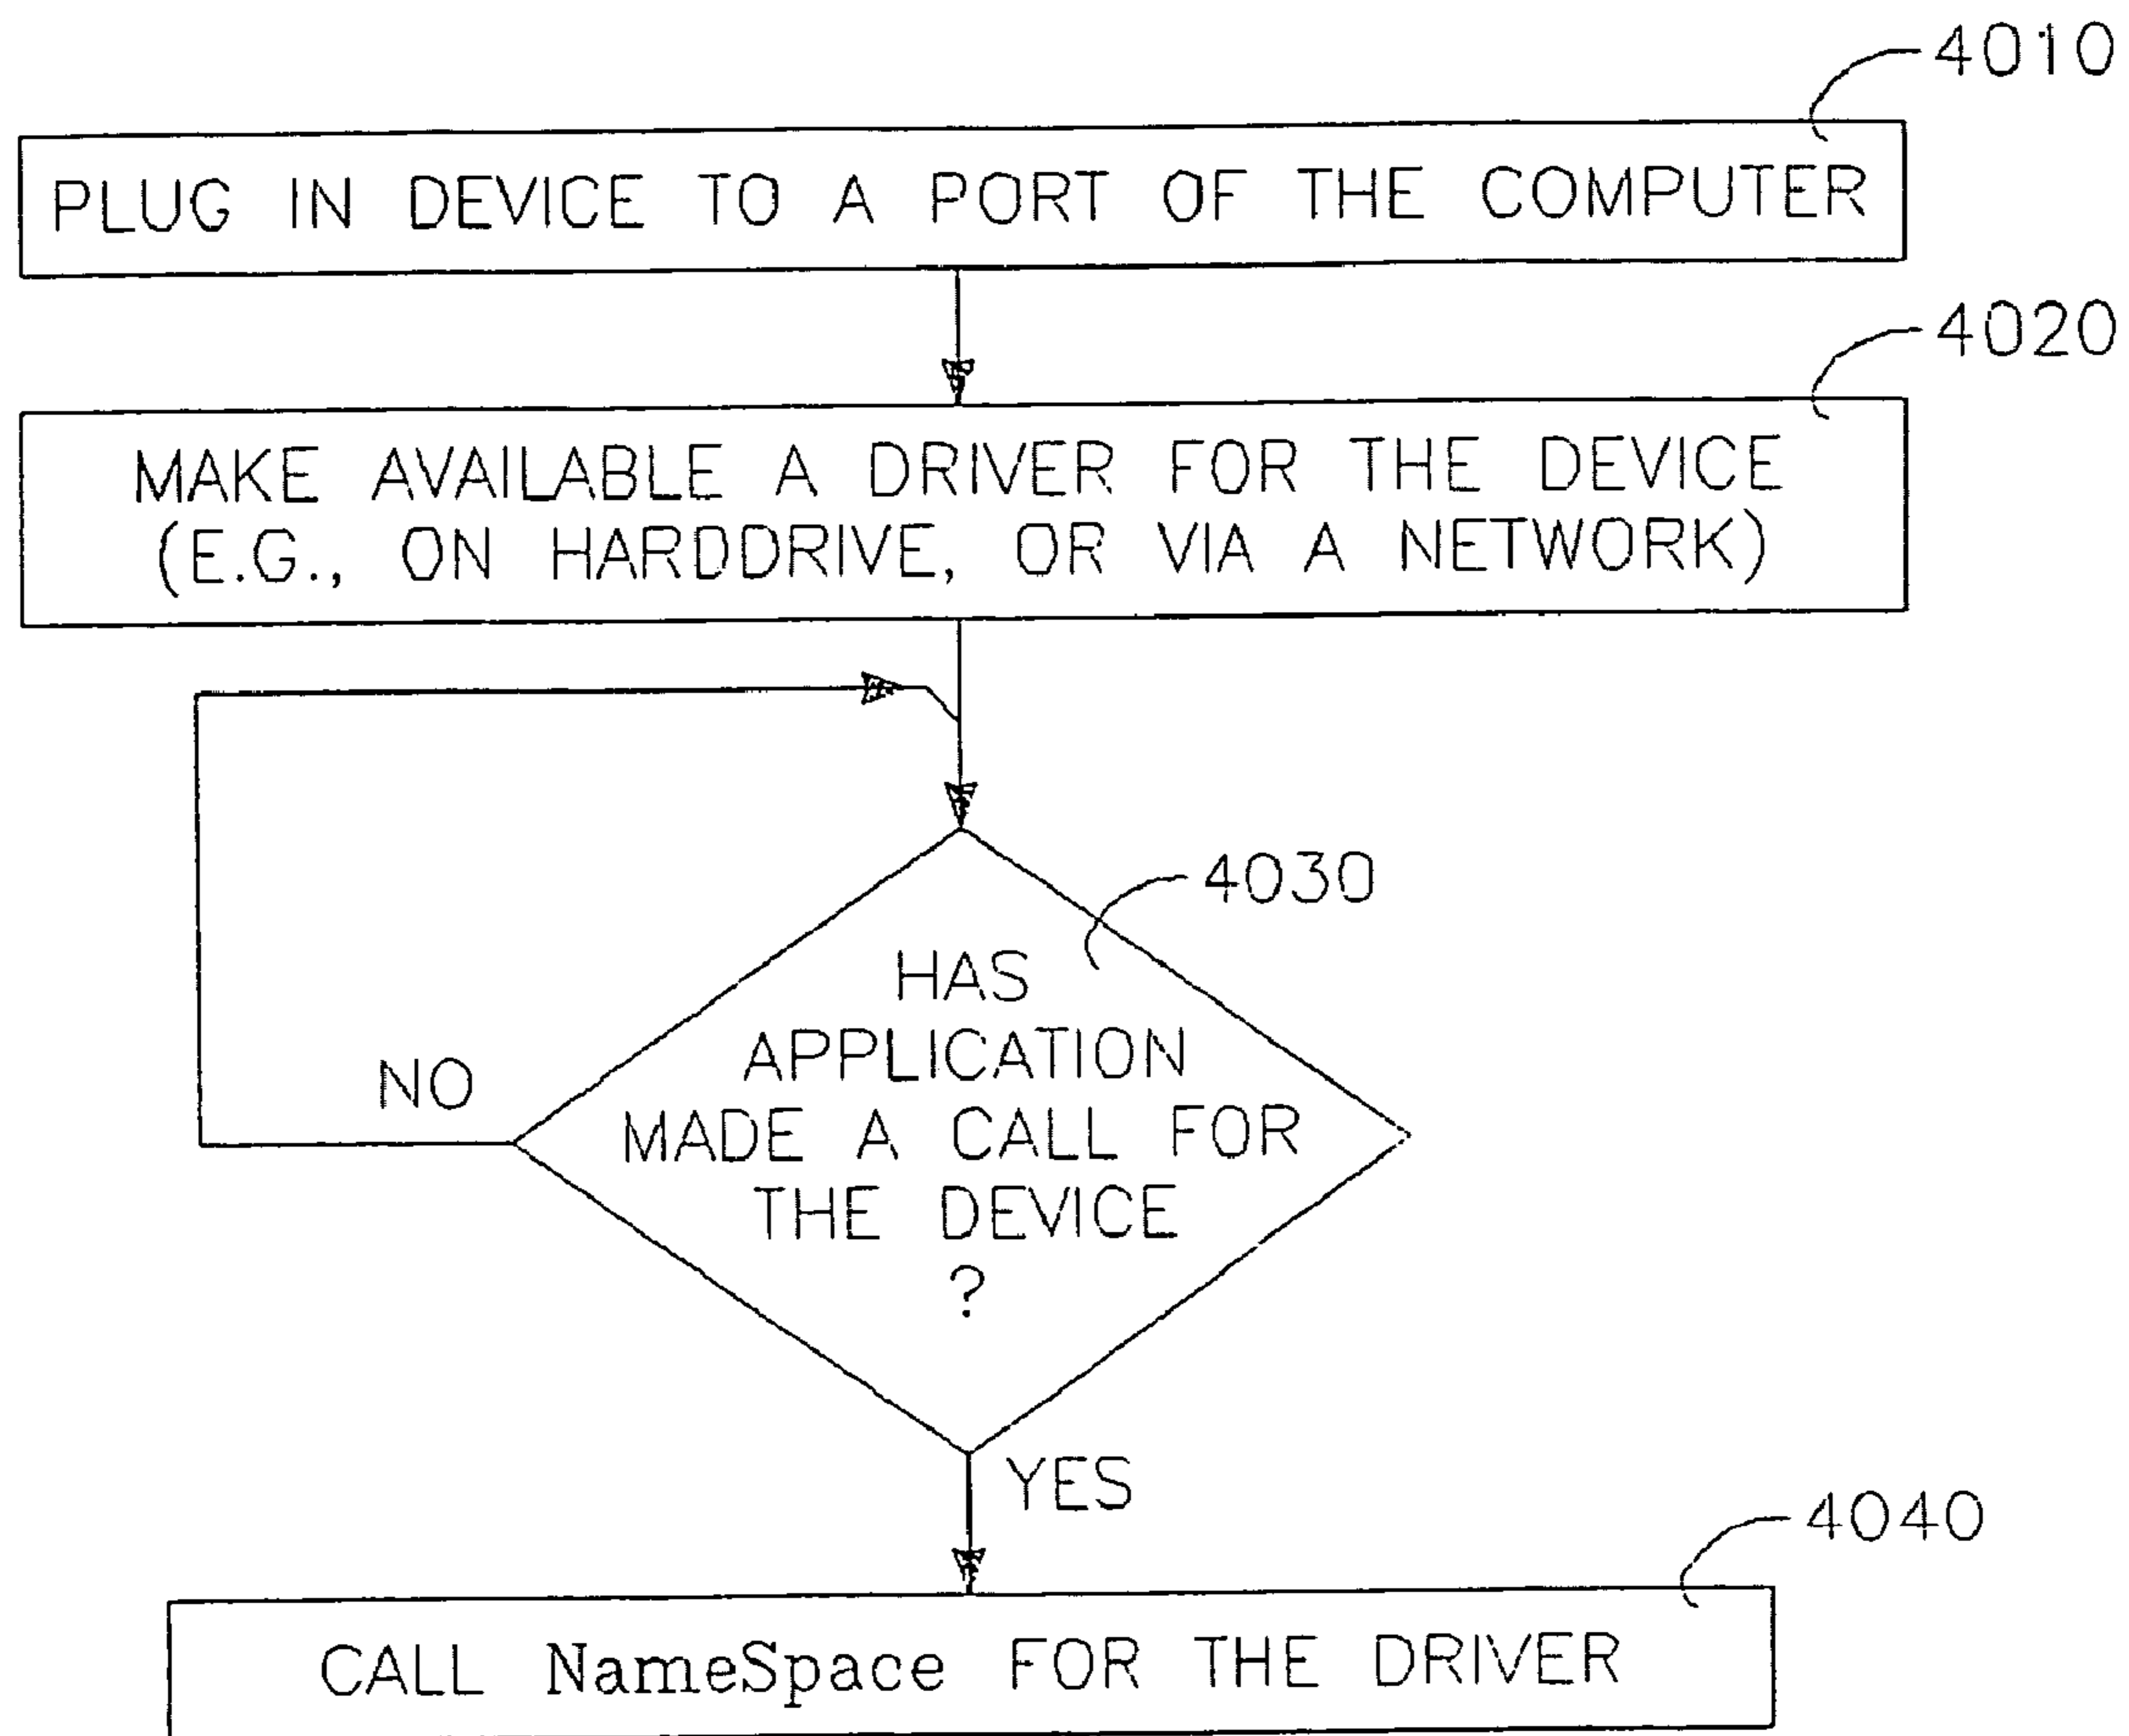 4010
PLUG IN DEVICE TO A PORT OF THE COMPUTER
4020
MAKE AVAILABLE A DRIVER FOR THE DEVICE
(E.G., ON HARDDRIVE, OR VIA A NETWORK)
4030
HAS
APPLICATION
MADE A CALL FOR
THE DEVICE
?
NO
YES
4040
CALL NameSpace FOR THE DRIVER